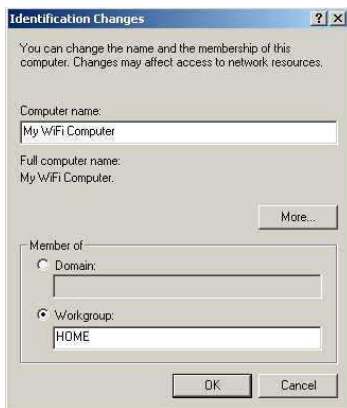 Identification Changes
You can change the name and the membership of this
computer. Changes may affect access to network resources.
Computer name:
My WiFi Computer
Full computer name:
My WiFi Computer.
More...
Member of
Domain:
Workgroup:
HOME
OK Cancel